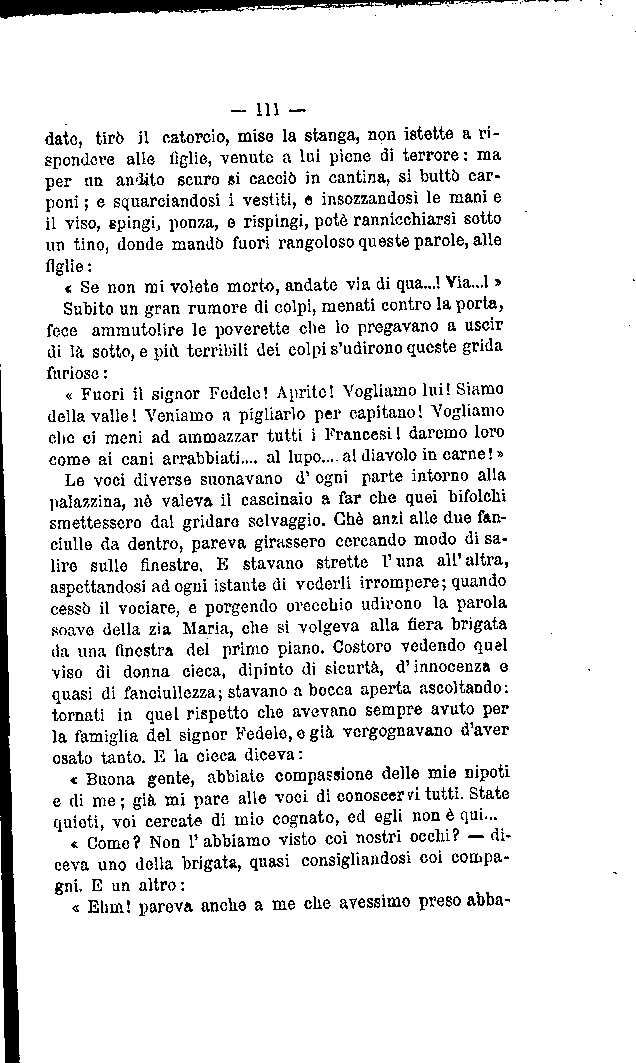 — 111 —
dato, tirò il catorcio, mise la stanga, non istette a ri-
spondere alle figlie, venute a lui piene di terrore: ma
per un andito scuro si cacciò in cantina, si buttò car-
poni; e squarciandosi i vestiti, e insozzandosi le mani e
il viso, spingi, ponza, e rispingi, potè rannicchiarsi sotto
un tino, donde mandò fuori rangoloso queste parole, alle
figlie:
« Se non mi volete morto, andate via di qua...! Via...! »
Subito un gran rumore di colpi, menati contro la porta,
fece ammutolire le poverette che lo pregavano a uscir
di là sotto, e più terribili dei colpi s'udirono queste grida
furiose:
« Fuori il signor Fedele! Aprite! Vogliamo lui! Siamo
della valle! Veniamo a pigliarlo per capitano! Vogliamo
che ci meni ad ammazzar tutti i Francesi! daremo loro
come ai cani arrabbiati.... al lupo.... al diavolo in carne! »
Le voci diverse suonavano d' ogni parte intorno alla
palazzina, nè valeva il cascinaio a far che quei bifolchi
smettessero dal gridare selvaggio. Chè anzi alle due fan-
ciulle da dentro, pareva girassero cercando modo di sa-
lire sulle finestre. E stavano strette l' una all' altra,
aspettandosi ad ogni istante di vederli irrompere; quando
cessò il vociare, e porgendo orecchio udirono la parola
soave della zia Maria, che si volgeva alla fiera brigata
da una finestra del primo piano. Costoro vedendo quel
viso di donna cieca, dipinto di sicurtà, d' innocenza e
quasi di fanciullezza; stavano a bocca aperta ascoltando:
tornati in quel rispetto che avevano sempre avuto per
la famiglia del signor Fedele, e già vergognavano d'aver
osato tanto. E la cieca diceva:
« Buona gente, abbiate compassione delle mie nipoti
e di me; già mi pare alle voci di conoscervi tutti. State
quieti, voi cercate di mio cognato, ed egli non è qui...
« Come? Non l' abbiamo visto coi nostri occhi? — di-
ceva uno della brigata, quasi consigliandosi coi compa-
gni. E un altro:
« Ehm! pareva anche a me che avessimo preso abba-